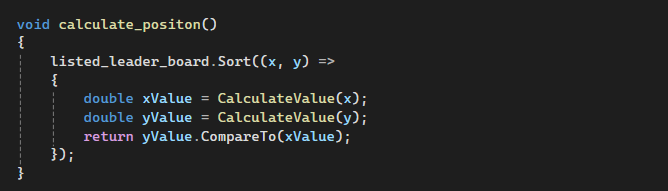 void calculate_positon()
{
    listed_leader_board.Sort((x, y) =>
    {
        double xValue = CalculateValue(x);
        double yValue = CalculateValue(y);
        return yValue.CompareTo(xValue);
    });
}